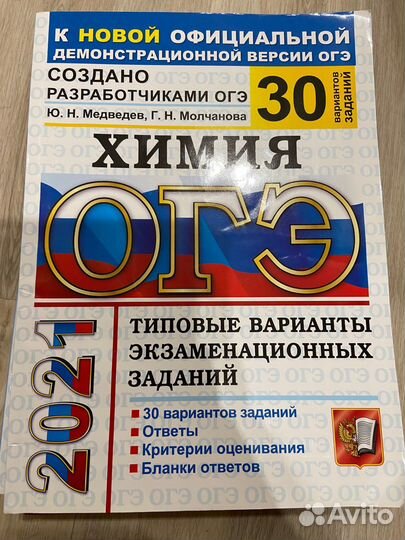 К НОВОЙ ОФИЦИАЛЬНОЙ
ДЕМОНСТРАЦИОННОЙ ВЕРСИИ ОГЭ
СОЗДАНО
РАЗРАБОТЧИКАМИ ОГЭ
Ю. Н. Медведев, Г. Н. Молчанова
30
вариантов
заданий
ХИМИЯ
ОГЭ
2021
ТИПОВЫЕ ВАРИАНТЫ
ЭКЗАМЕНАЦИОННЫХ
ЗАДАНИЙ
30 вариантов заданий
Ответы
Критерии оценивания
Бланки ответов
Avito